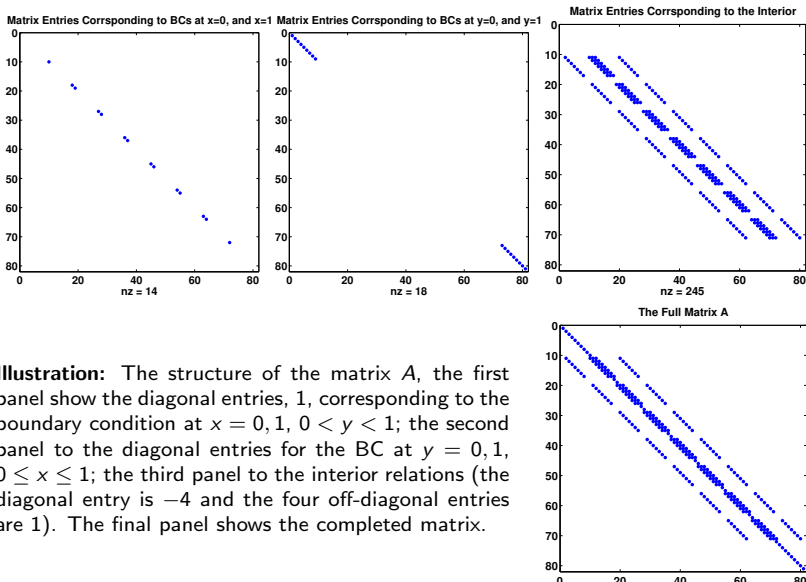 Matrix Entries Corrsponding to BCs at x=0, and x=1
0
10
20
30
40
50
60
70
80
0 20 40 60 80
nz = 14
Matrix Entries Corrsponding to BCs at y=0, and y=1
0
10
20
30
40
50
60
70
80
0 20 40 60 80
nz = 18
Matrix Entries Corrsponding to the Interior
0
10
20
30
40
50
60
70
80
0 20 40 60 80
nz = 245
The Full Matrix A
0
10
20
30
40
50
60
70
80
0 20 40 60 80
Illustration: The structure of the matrix A, the first
panel show the diagonal entries, 1, corresponding to the
boundary condition at x = 0, 1, 0 < y < 1; the second
panel to the diagonal entries for the BC at y = 0, 1,
0 ≤ x ≤ 1; the third panel to the interior relations (the
diagonal entry is −4 and the four off-diagonal entries
are 1). The final panel shows the completed matrix.